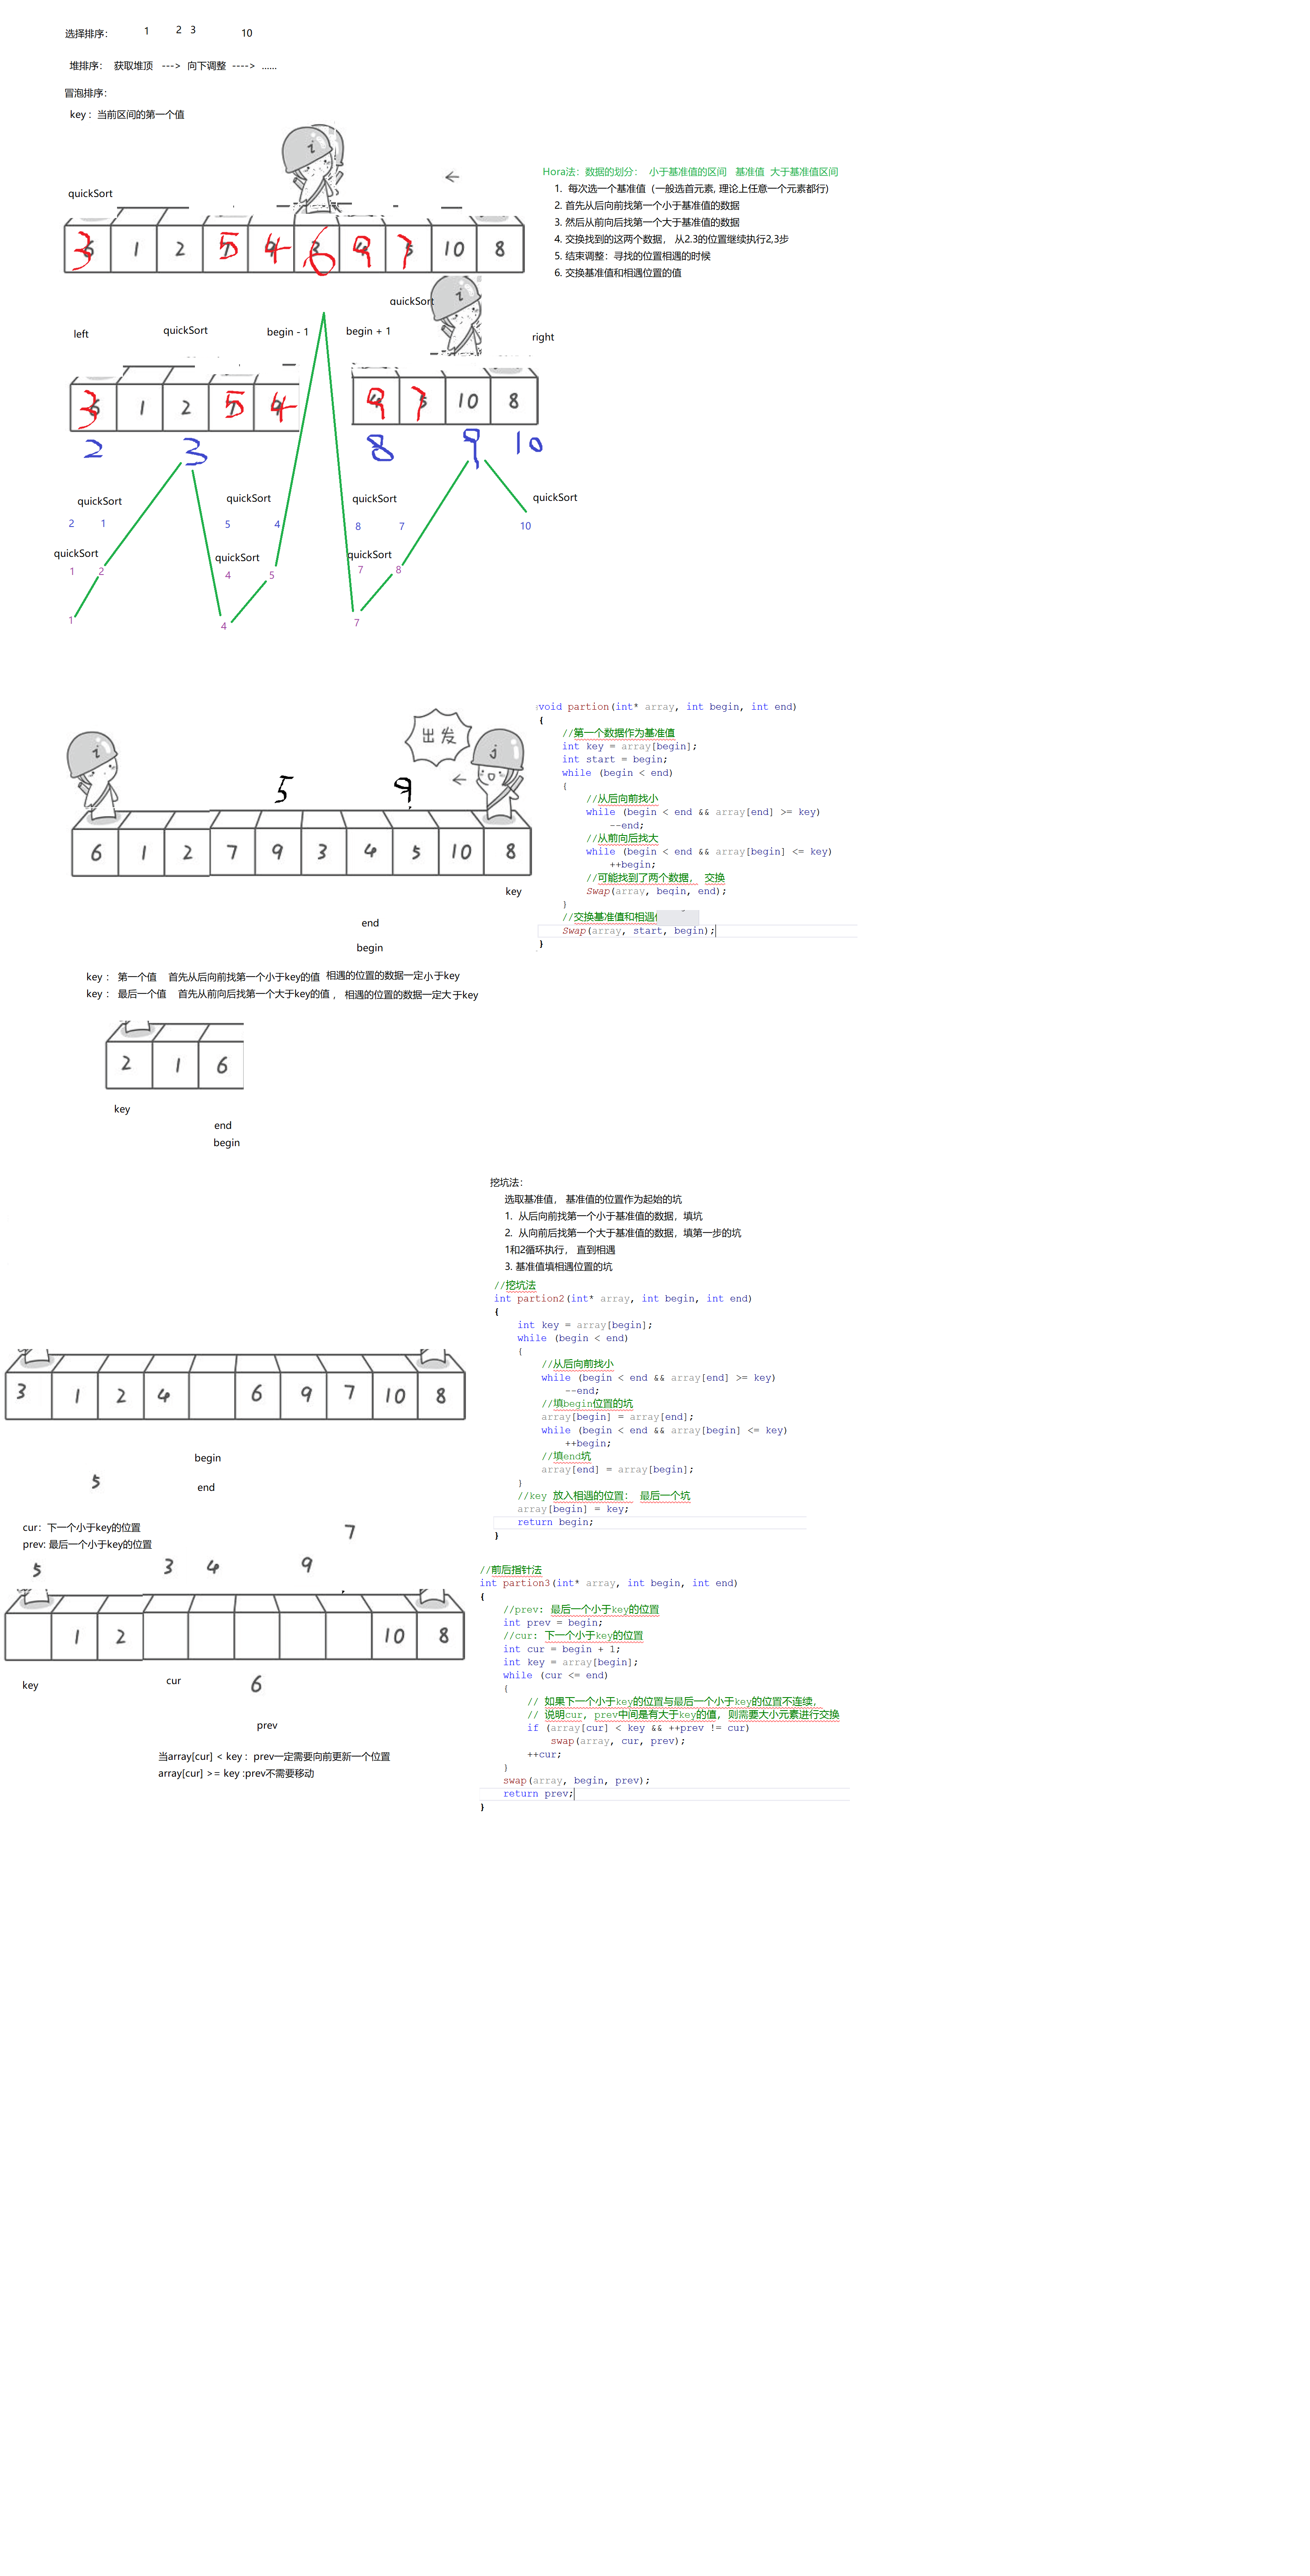 选择排序： 1 2 3 10
堆排序： 获取堆顶 ---> 向下调整 ----> ......
冒泡排序：
key： 当前区间的第一个值
i
quickSort
3 1 2 5 4 6 9 7 10 8
Hora法：数据的划分： 小于基准值的区间 基准值 大于基准值区间
1. 每次选一个基准值（一般选首元素, 理论上任意一个元素都行）
2. 首先从后向前找第一个小于基准值的数据
3. 然后从前向后找第一个大于基准值的数据
4. 交换找到的这两个数据， 从2.3的位置继续执行2,3步
5. 结束调整：寻找的位置相遇的时候
6. 交换基准值和相遇位置的值
quickSort
i
left quickSort begin - 1 begin + 1 right
3 1 2 5 4 9 7 10 8
2 3 8 9 10
quickSort quickSort quickSort quickSort
2 1 5 4 8 7 10
quickSort quickSort quickSort
1 2 4 5 7 8
1 4 7
出发
i j
5 9
6 1 2 7 9 3 4 5 10 8
key
end
begin
void partion(int* array, int begin, int end)
{
//第一个数据作为基准值
int key = array[begin];
int start = begin;
while (begin < end)
{
//从后向前找小
while (begin < end && array[end] >= key)
--end;
//从前向后找大
while (begin < end && array[begin] <= key)
++begin;
//可能找到了两个数据， 交换
Swap(array, begin, end);
}
//交换基准值和相遇
Swap(array, start, begin);
}
key： 第一个值 首先从后向前找第一个小于key的值 相遇的位置的数据一定小于key
key： 最后一个值 首先从前向后找第一个大于key的值 ， 相遇的位置的数据一定大于key
2 1 6
key
end
begin
挖坑法：
选取基准值， 基准值的位置作为起始的坑
1. 从后向前找第一个小于基准值的数据，填坑
2. 从向前后找第一个大于基准值的数据，填第一步的坑
1和2循环执行， 直到相遇
3. 基准值填相遇位置的坑
//挖坑法
int partion2(int* array, int begin, int end)
{
int key = array[begin];
while (begin < end)
{
//从后向前找小
while (begin < end && array[end] >= key)
--end;
//填begin位置的坑
array[begin] = array[end];
while (begin < end && array[begin] <= key)
++begin;
//填end坑
array[end] = array[begin];
}
//key 放入相遇的位置： 最后一个坑
array[begin] = key;
return begin;
}
3 1 2 4 6 9 7 10 8
begin
5 end
cur：下一个小于key的位置
prev: 最后一个小于key的位置
7
5 3 4 9
1 2 10 8
key cur 6
prev
当array[cur] < key ：prev一定需要向前更新一个位置
array[cur] >= key :prev不需要移动
//前后指针法
int partion3(int* array, int begin, int end)
{
//prev: 最后一个小于key的位置
int prev = begin;
//cur: 下一个小于key的位置
int cur = begin + 1;
int key = array[begin];
while (cur <= end)
{
// 如果下一个小于key的位置与最后一个小于key的位置不连续，
// 说明cur, prev中间是有大于key的值，则需要大小元素进行交换
if (array[cur] < key && ++prev != cur)
swap(array, cur, prev);
++cur;
}
swap(array, begin, prev);
return prev;
}